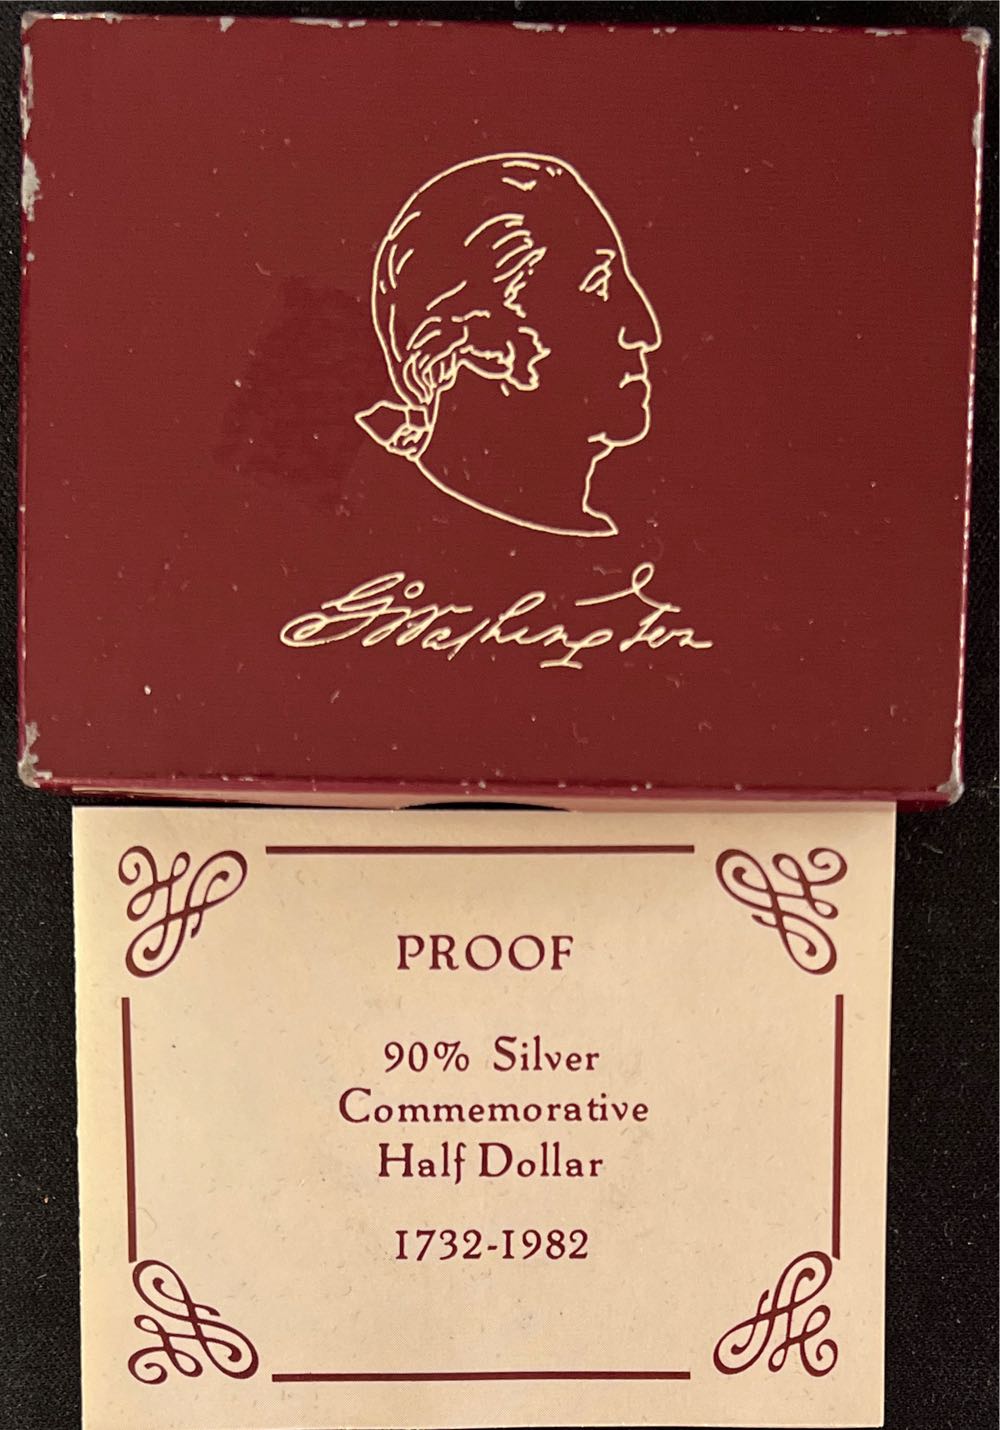 G:Washington
PROOF
90% Silver
Commemorative
Half Dollar
1732-1982